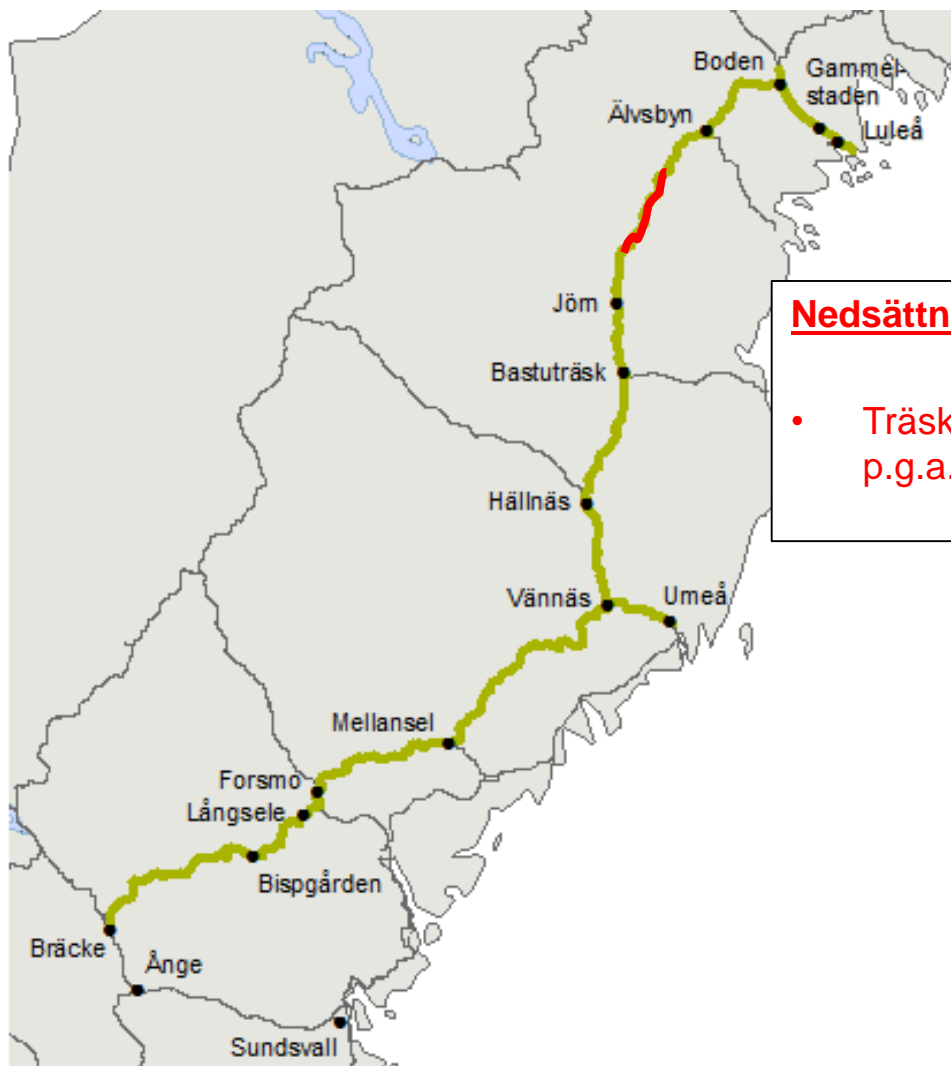 Boden
Gammel-
staden
Älvsbyn
Luleå
Jörn
Nedsättn
Bastuträsk
• Träsk
p.g.a.
Hällnäs
Vännäs
Umeå
Mellansel
Forsmo
Långsele
Bispgården
Bräcke
Ånge
Sundsvall